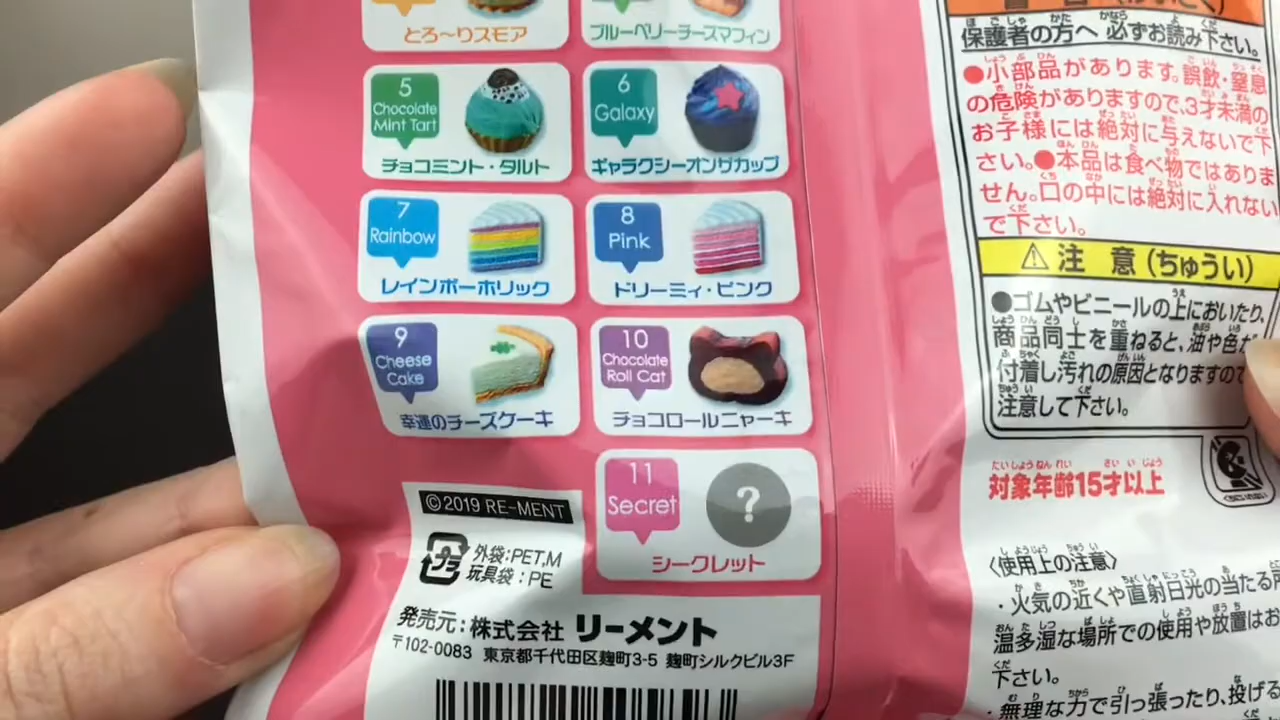 とろ〜りスモア
ブルーベリーチーズマフィン
5
Chocolate
Mint Tart
チョコミント・タルト
6
Galaxy
ギャラクシーオンザカップ
7
Rainbow
レインボーホリック
8
Pink
ドリーミィ・ピンク
9
Cheese
Cake
幸運のチーズケーキ
10
Chocolate
Roll Cat
チョコロールニャーキ
11
Secret
?
シークレット
©2019 RE-MENT
プラ
外袋:PET,M
玩具袋:PE
発売元:株式会社 リーメント
〒102-0083 東京都千代田区麹町3-5 麹町シルクビル3F
保護者の方へ 必ずお読み下さい。
●小部品があります。誤飲・窒息
の危険がありますので、3才未満の
お子様には絶対に与えないで下
さい。●本品は食べ物ではありま
せん。口の中には絶対に入れない
で下さい。
注 意(ちゅうい)
●ゴムやビニールの上においたり、
商品同士を重ねると、油や色が
付着し汚れの原因となりますので
注意して下さい。
対象年齢15才以上
〈使用上の注意〉
・火気の近くや直射日光の当たる所
温多湿な場所での使用や放置はお
下さい。
・無理な力で引っ張ったり、投げる